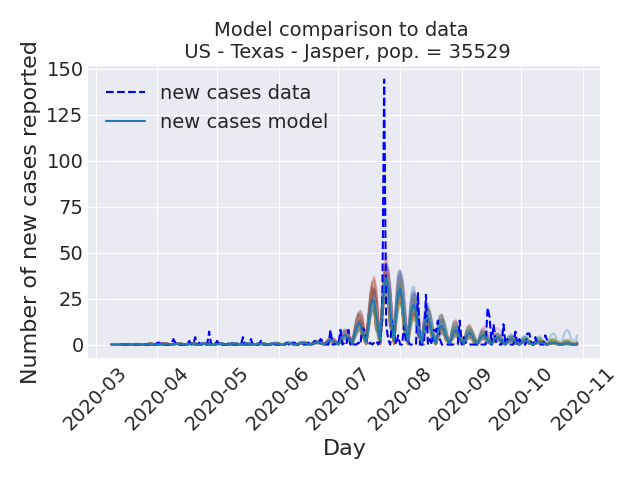 Model comparison to data
US - Texas - Jasper, pop. = 35529
Number of new cases reported
150
125
100
75
50
25
0
new cases data
new cases model
2020-03
2020-04
2020-05
2020-06
2020-07
2020-08
2020-09
2020-10
2020-11
Day